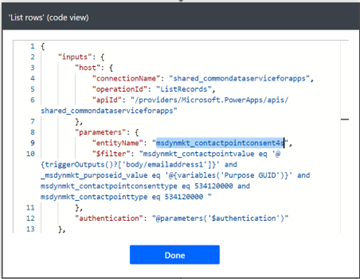 'List rows' (code view)
1 {
2 "inputs": {
3 "host": {
4 "connectionName": "shared_commondataserviceforapps",
5 "operationId": "ListRecords",
6 "apiId": "/providers/Microsoft.PowerApps/apis/
shared_commondataserviceforapps"
7 },
8 "parameters": {
9 "entityName": "msdynmkt_contactpointconsent4s",
10 "$filter": "msdynmkt_contactpointvalue eq '@
{triggerOutputs()?['body/emailaddress1']}' and
_msdynmkt_purposeid_value eq '@{variables('Purpose GUID')}' and
msdynmkt_contactpointconsenttype eq 534120000 and
msdynmkt_contactpointtype eq 534120000 "
11 },
12 "authentication": "@parameters('$authentication')"
13 },
Done